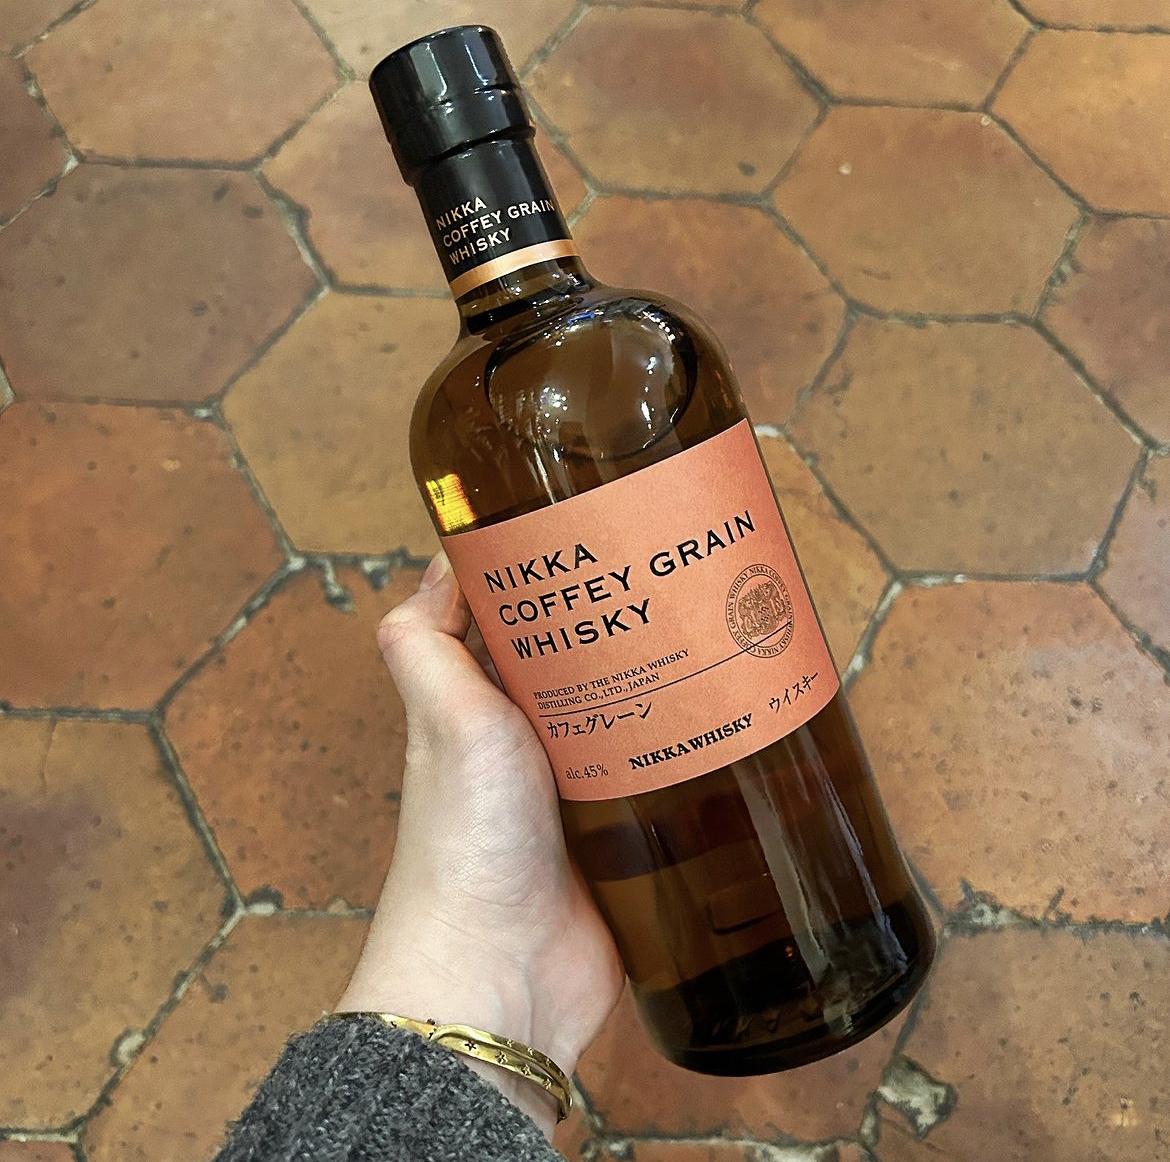 NIKKA
COFFEY GRAIN
WHISKY
NIKKA
COFFEY GRAIN
WHISKY
PRODUCED BY THE NIKKA WHISKY
DISTILLING CO.,LTD.,JAPAN
カフェグレーン
ウイスキー
alc.45%
NIKKA WHISKY